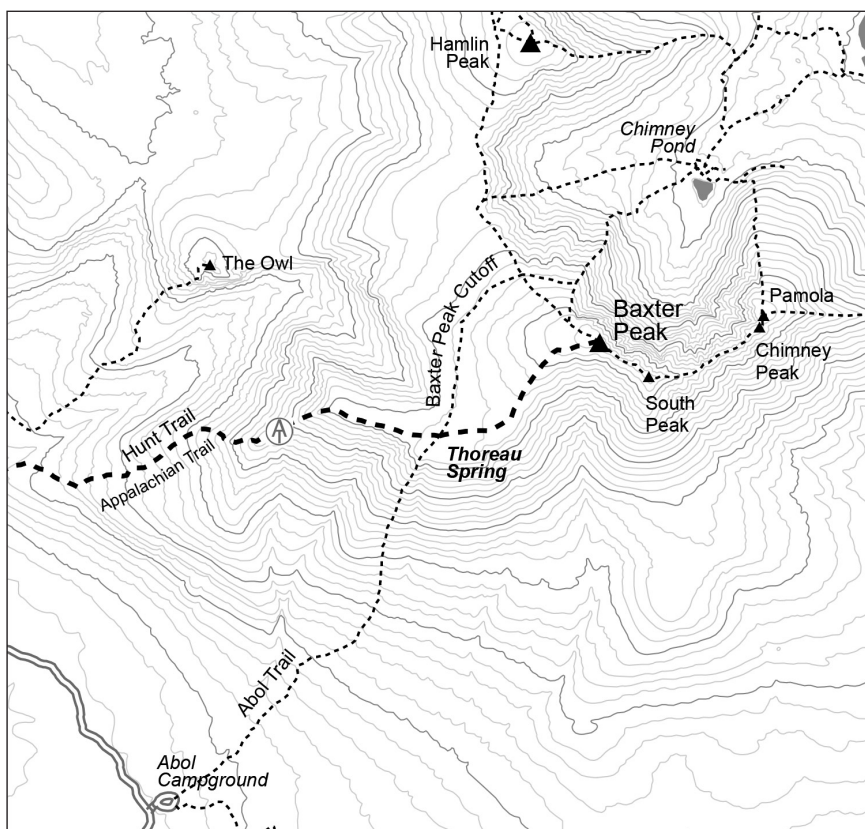 Hamlin
Peak
Chimney
Pond
The Owl
Baxter Peak Cutoff
Pamola
Baxter
Peak
Chimney
Peak
South
Peak
Hunt Trail
Appalachian Trail
Thoreau
Spring
Abol Trail
Abol
Campground